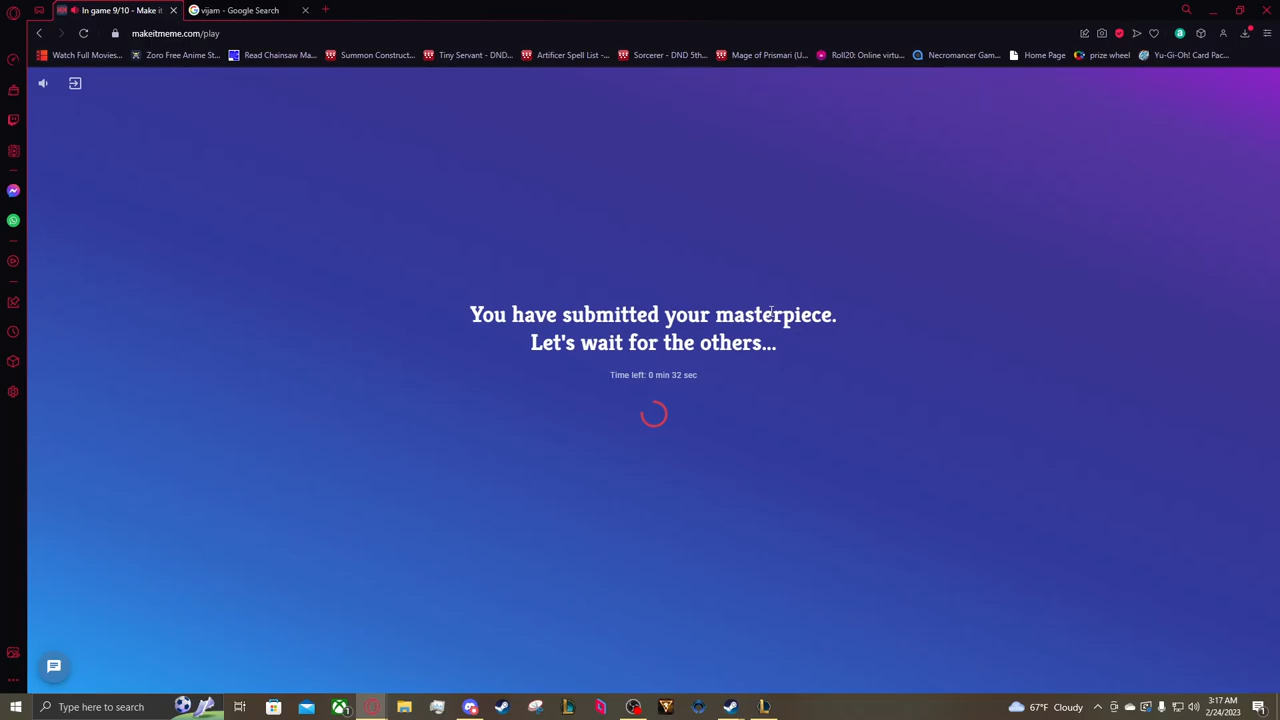 In game 9/10 - Make it
vijam - Google Search
makeitmeme.com/play
Watch Full Movies...
Zoro Free Anime St...
Read Chainsaw Ma...
Summon Construct...
Tiny Servant - DND...
Artificer Spell List -...
Sorcerer - DND 5th...
Mage of Prismari (U...
Roll20: Online virtu...
Necromancer Gam...
Home Page
prize wheel
Yu-Gi-Oh! Card Pac...
You have submitted your masterpiece.
Let's wait for the others...
Time left: 0 min 32 sec
Type here to search
67°F Cloudy
3:17 AM
2/24/2023